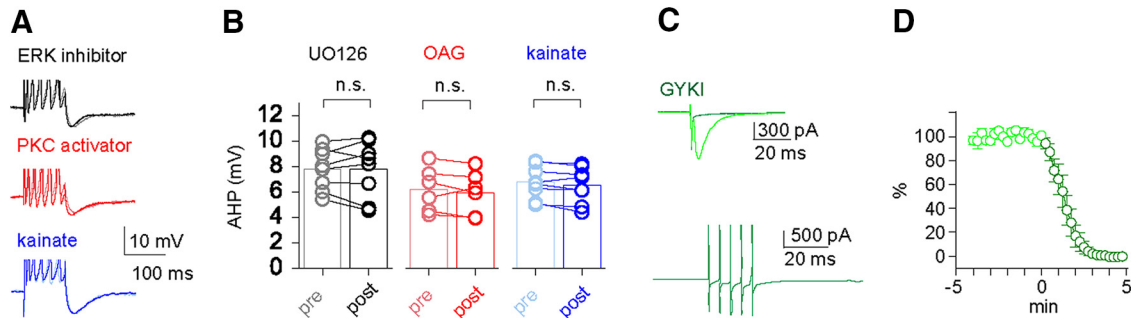 A
ERK inhibitor
PKC activator
kainate
10 mV
100 ms
B
UO126
OAG
kainate
n.s.
n.s.
n.s.
12
10
8
6
4
2
0
AHP (mV)
pre
post
pre
post
pre
post
C
GYKI
300 pA
20 ms
500 pA
20 ms
D
100
80
60
40
20
0
%
-5
0
5
min